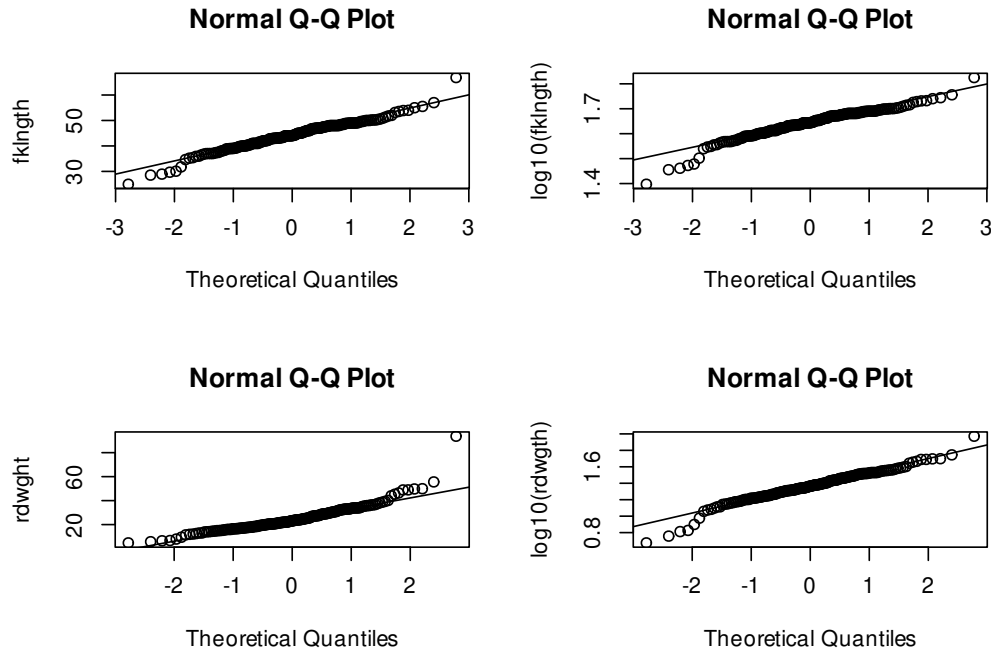 Normal Q-Q Plot
fklngth
30
50
-3
-2
-1
0
1
2
3
Theoretical Quantiles
Normal Q-Q Plot
log10(fklngth)
1.4
1.7
-3
-2
-1
0
1
2
3
Theoretical Quantiles
Normal Q-Q Plot
rdwght
20
60
-2
-1
0
1
2
Theoretical Quantiles
Normal Q-Q Plot
log10(rdwgth)
0.8
1.6
-2
-1
0
1
2
Theoretical Quantiles